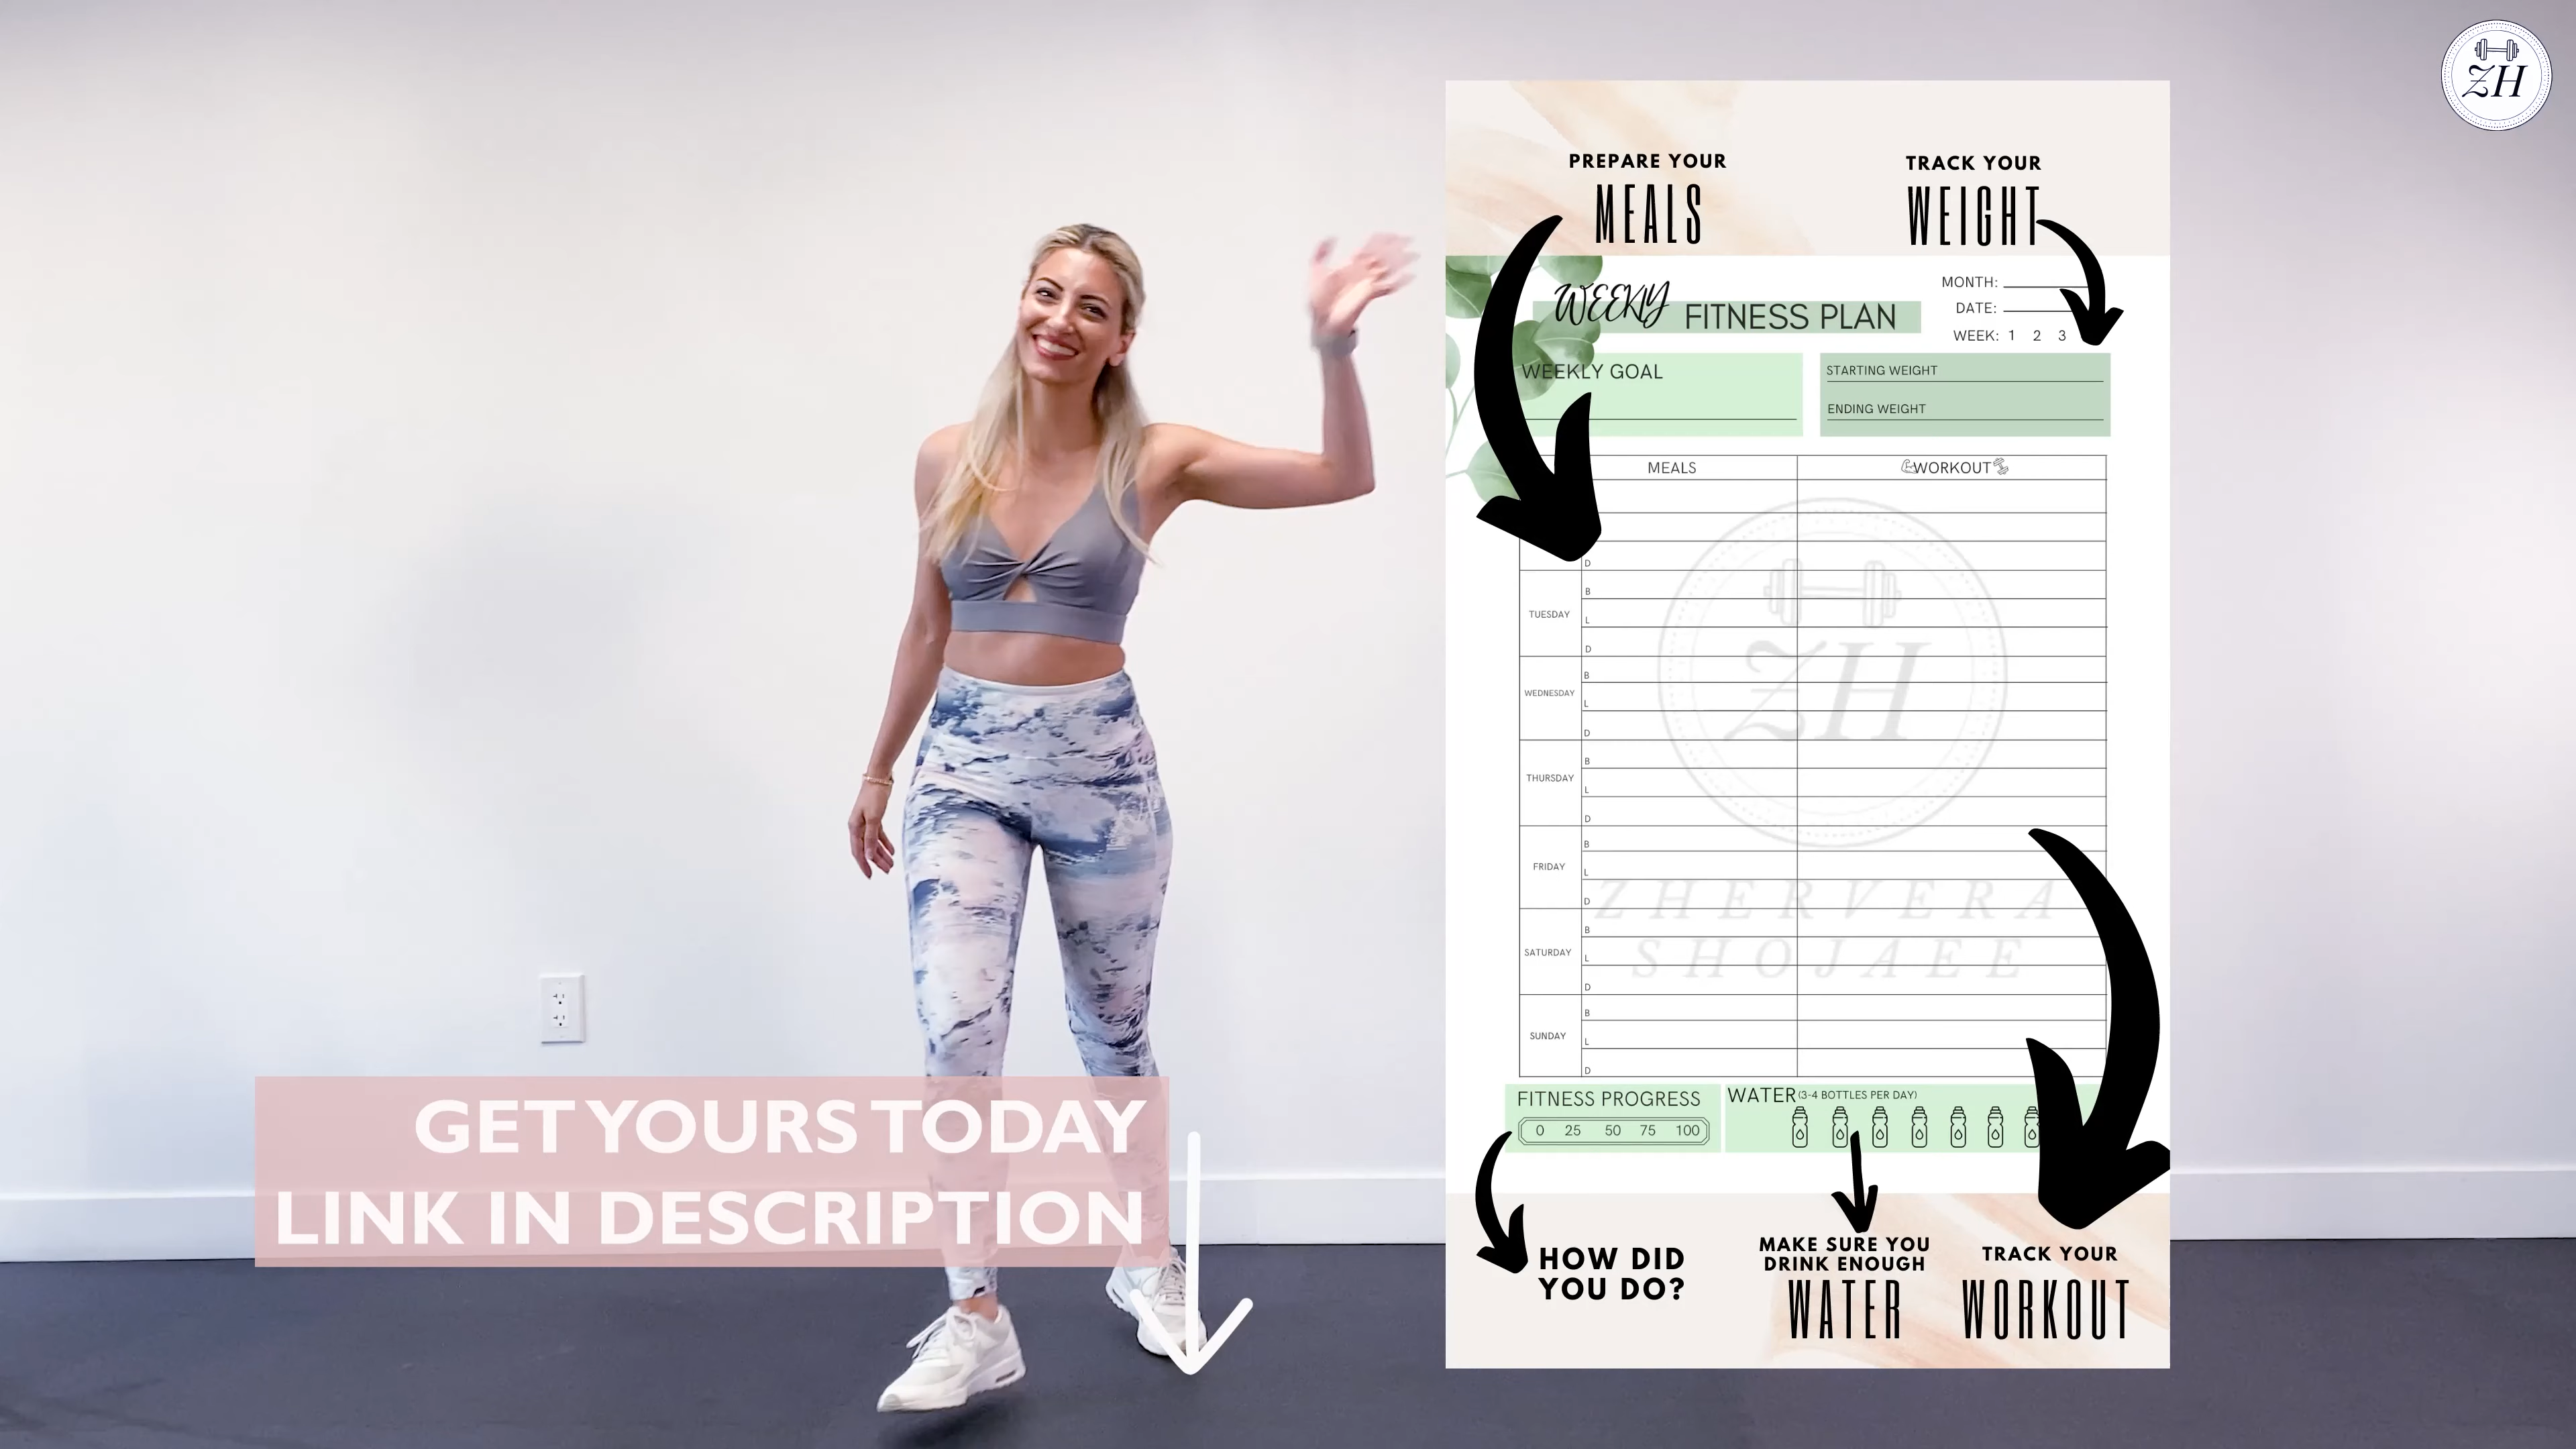 ZH
PREPARE YOUR
MEALS
TRACK YOUR
WEIGHT
WEEKLY FITNESS PLAN
MONTH:
DATE:
WEEK: 1 2 3
WEEKLY GOAL
STARTING WEIGHT
ENDING WEIGHT
MEALS
WORKOUT
D
B
TUESDAY
L
D
B
WEDNESDAY
L
D
B
THURSDAY
L
D
B
FRIDAY
L
D
B
SATURDAY
L
D
B
SUNDAY
L
D
ZH
ZHERVERA
SHOJAEE
FITNESS PROGRESS
0 25 50 75 100
WATER (3-4 BOTTLES PER DAY)
HOW DID
YOU DO?
MAKE SURE YOU
DRINK ENOUGH
WATER
TRACK YOUR
WORKOUT
GET YOURS TODAY
LINK IN DESCRIPTION